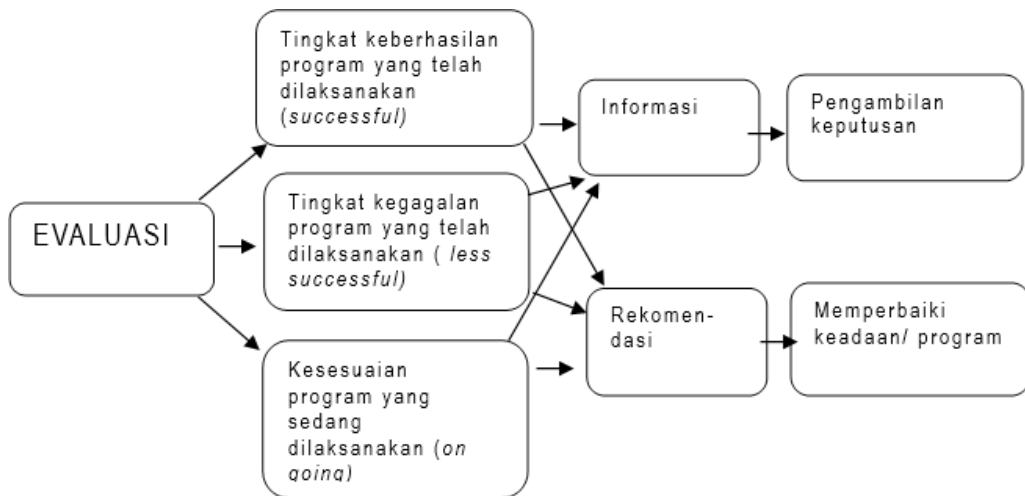 EVALUASI
Tingkat keberhasilan
program yang telah
dilaksanakan
(successful)
Tingkat kegagalan
program yang telah
dilaksanakan ( less
successful)
Kesesuaian
program yang
sedang
dilaksanakan (on
going)
Informasi
Rekomen-
dasi
Pengambilan
keputusan
Memperbaiki
keadaan/ program